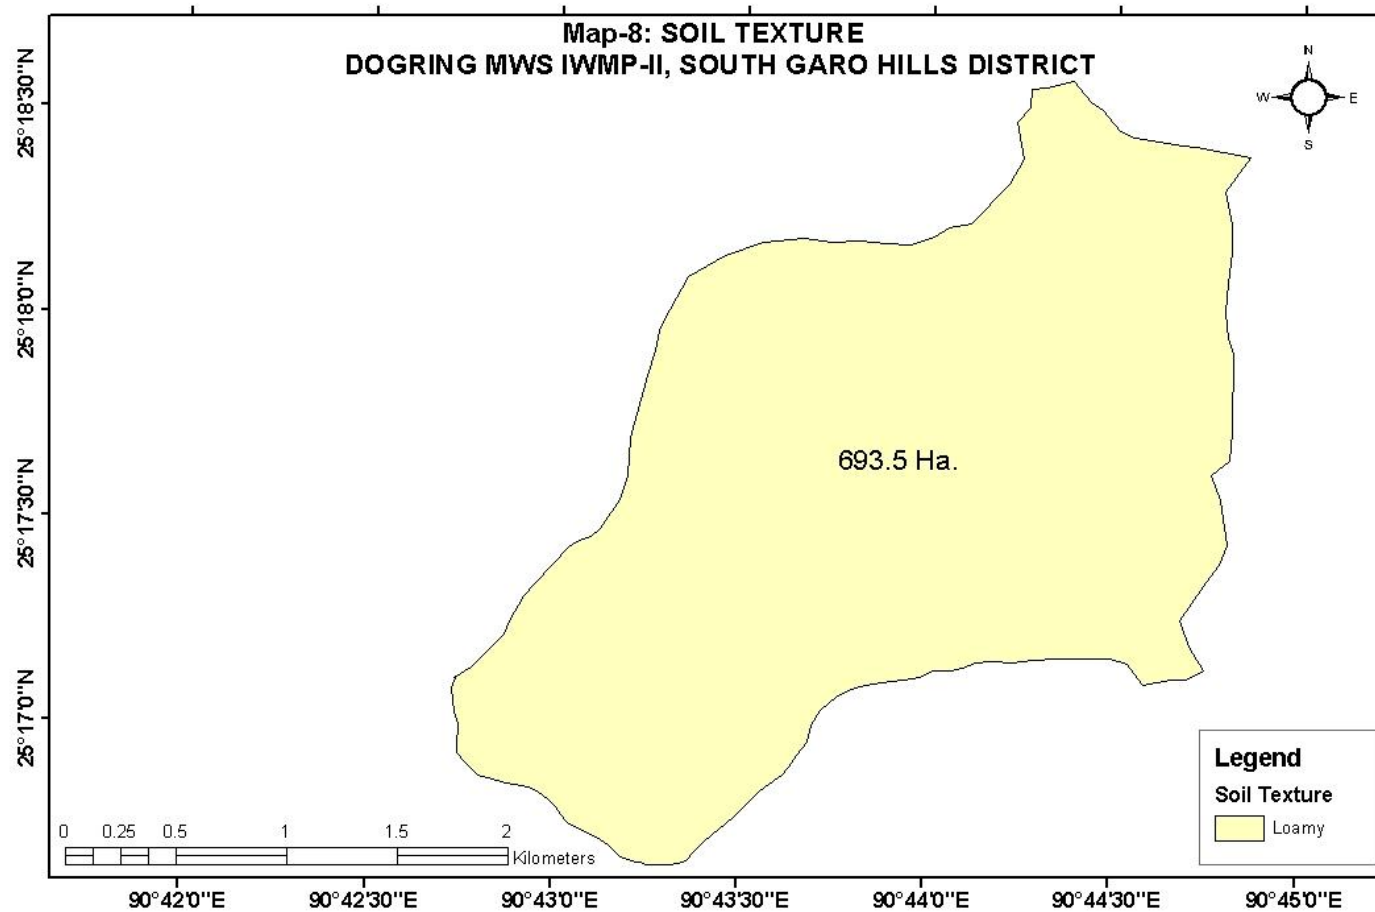 Map-8: SOIL TEXTURE
DOGRING MWS IWMP-II, SOUTH GARO HILLS DISTRICT
N
W E
S
25°18'30"N
25°18'0"N
25°17'30"N
25°17'0"N
693.5 Ha.
Legend
Soil Texture
Loamy
0 0.25 0.5 1 1.5 2
Kilometers
90°42'0"E 90°42'30"E 90°43'0"E 90°43'30"E 90°44'0"E 90°44'30"E 90°45'0"E